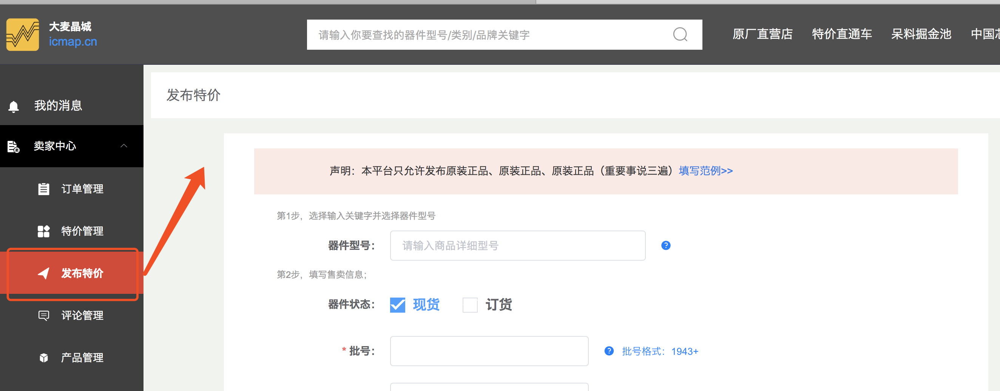 大麦晶城
icmap.cn
请输入你要查找的器件型号/类别/品牌关键字
原厂直营店 特价直通车 呆料掘金池 中国
我的消息
卖家中心
订单管理
特价管理
发布特价
评论管理
产品管理
发布特价
声明：本平台只允许发布原装正品、原装正品、原装正品（重要事说三遍）填写范例>>
第1步，选择输入关键字并选择器件型号
器件型号： 请输入商品详细型号 ?
第2步，填写售卖信息；
器件状态： 现货 订货
* 批号： ? 批号格式：1943+